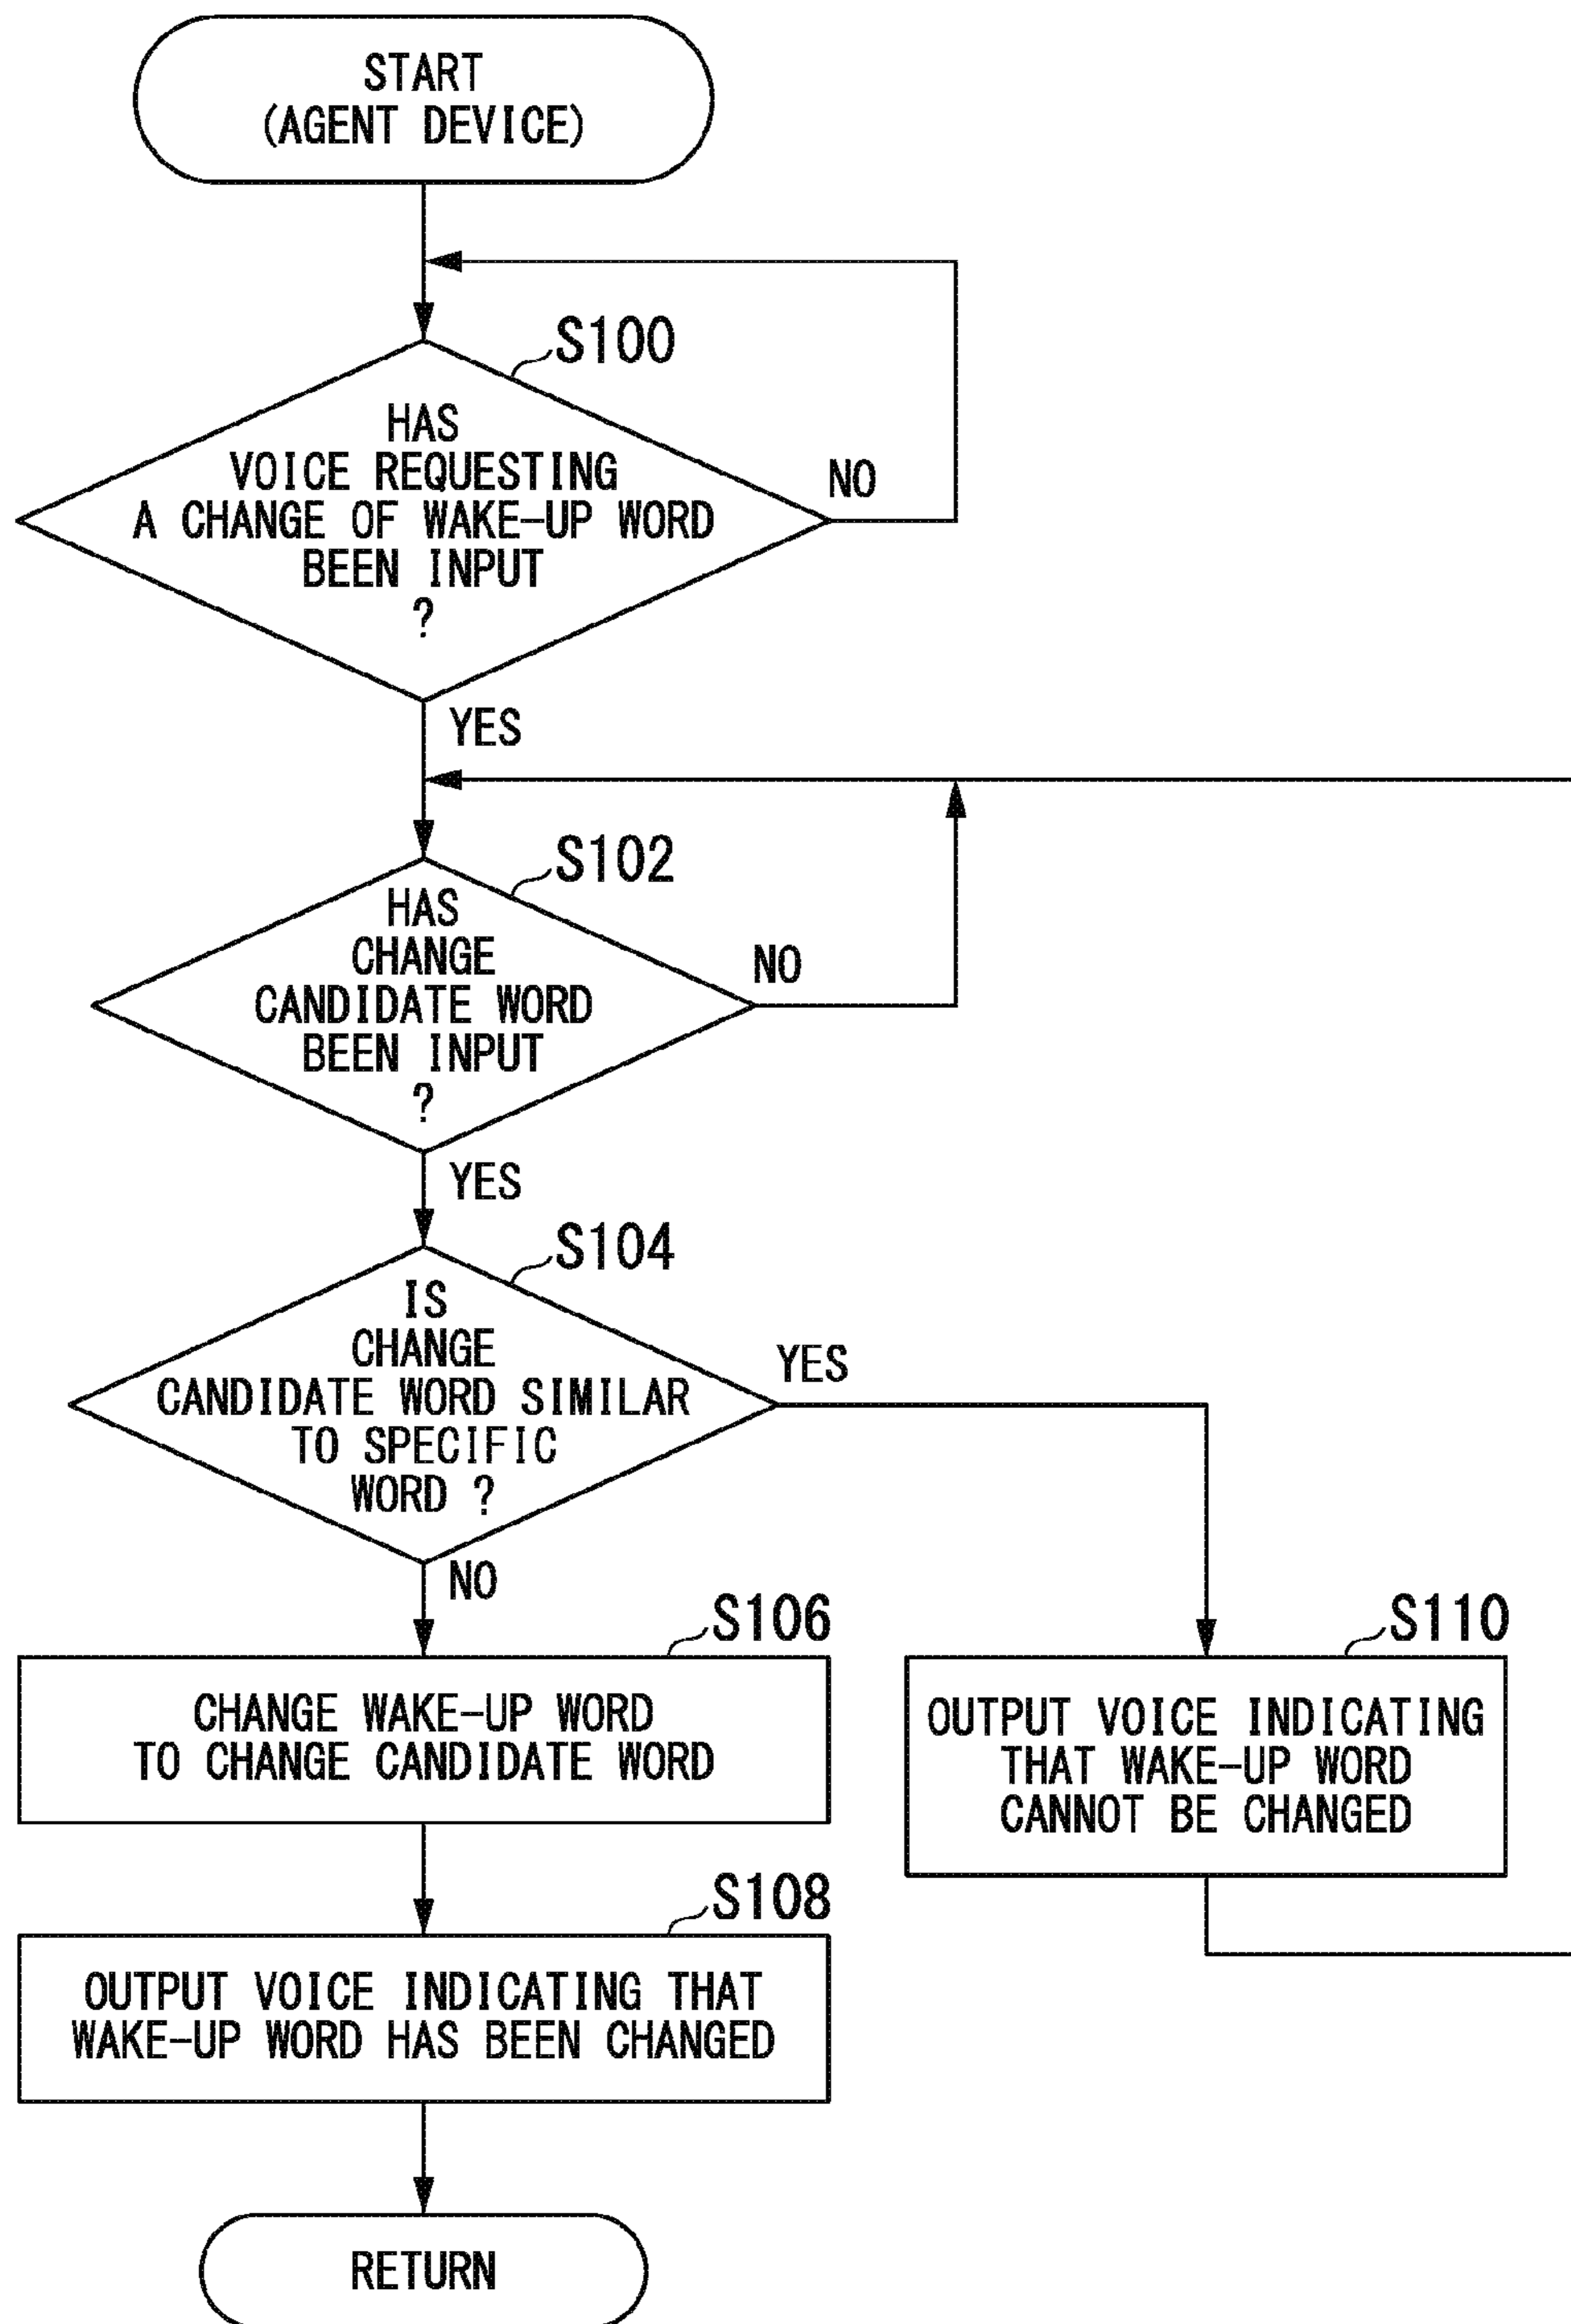 START
(AGENT DEVICE)
S100
HAS
VOICE REQUESTING
A CHANGE OF WAKE-UP WORD
BEEN INPUT
?
NO
YES
S102
HAS
CHANGE
CANDIDATE WORD
BEEN INPUT
?
NO
YES
S104
IS
CHANGE
CANDIDATE WORD SIMILAR
TO SPECIFIC
WORD ?
YES
NO
S106
CHANGE WAKE-UP WORD
TO CHANGE CANDIDATE WORD
S110
OUTPUT VOICE INDICATING
THAT WAKE-UP WORD
CANNOT BE CHANGED
S108
OUTPUT VOICE INDICATING THAT
WAKE-UP WORD HAS BEEN CHANGED
RETURN